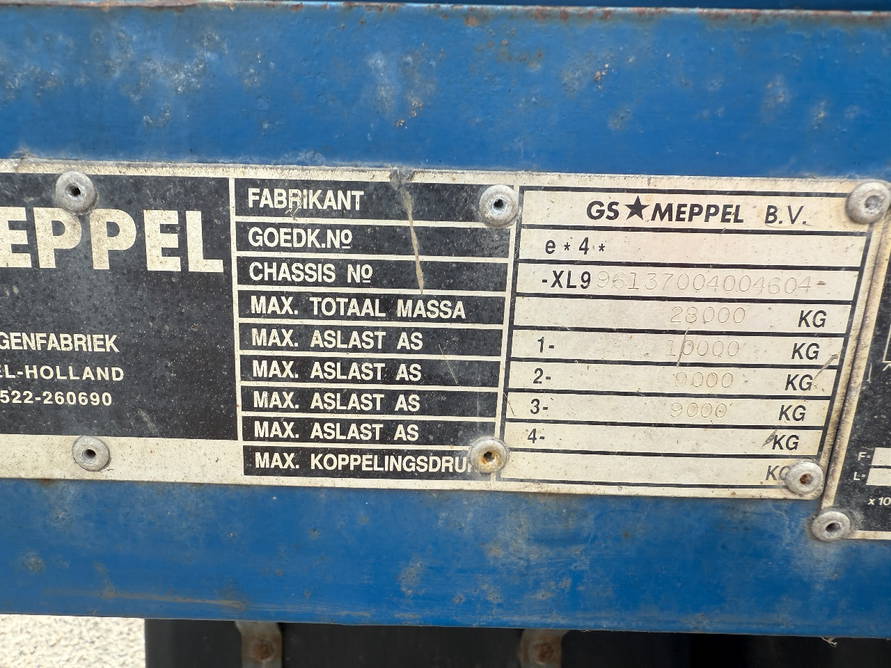 EPPEL
GENFABRIEK
EL-HOLLAND
522-260690
FABRIKANT GS★MEPPEL B.V.
GOEDK.Nº e*4*
CHASSIS Nº -XL996137004004604-
MAX. TOTAAL MASSA 28000 KG
MAX. ASLAST AS 1- 10000 KG
MAX. ASLAST AS 2- 9000 KG
MAX. ASLAST AS 3- 9000 KG
MAX. ASLAST AS 4- KG
MAX. KOPPELINGSDRU KG
F-
L-
x 10